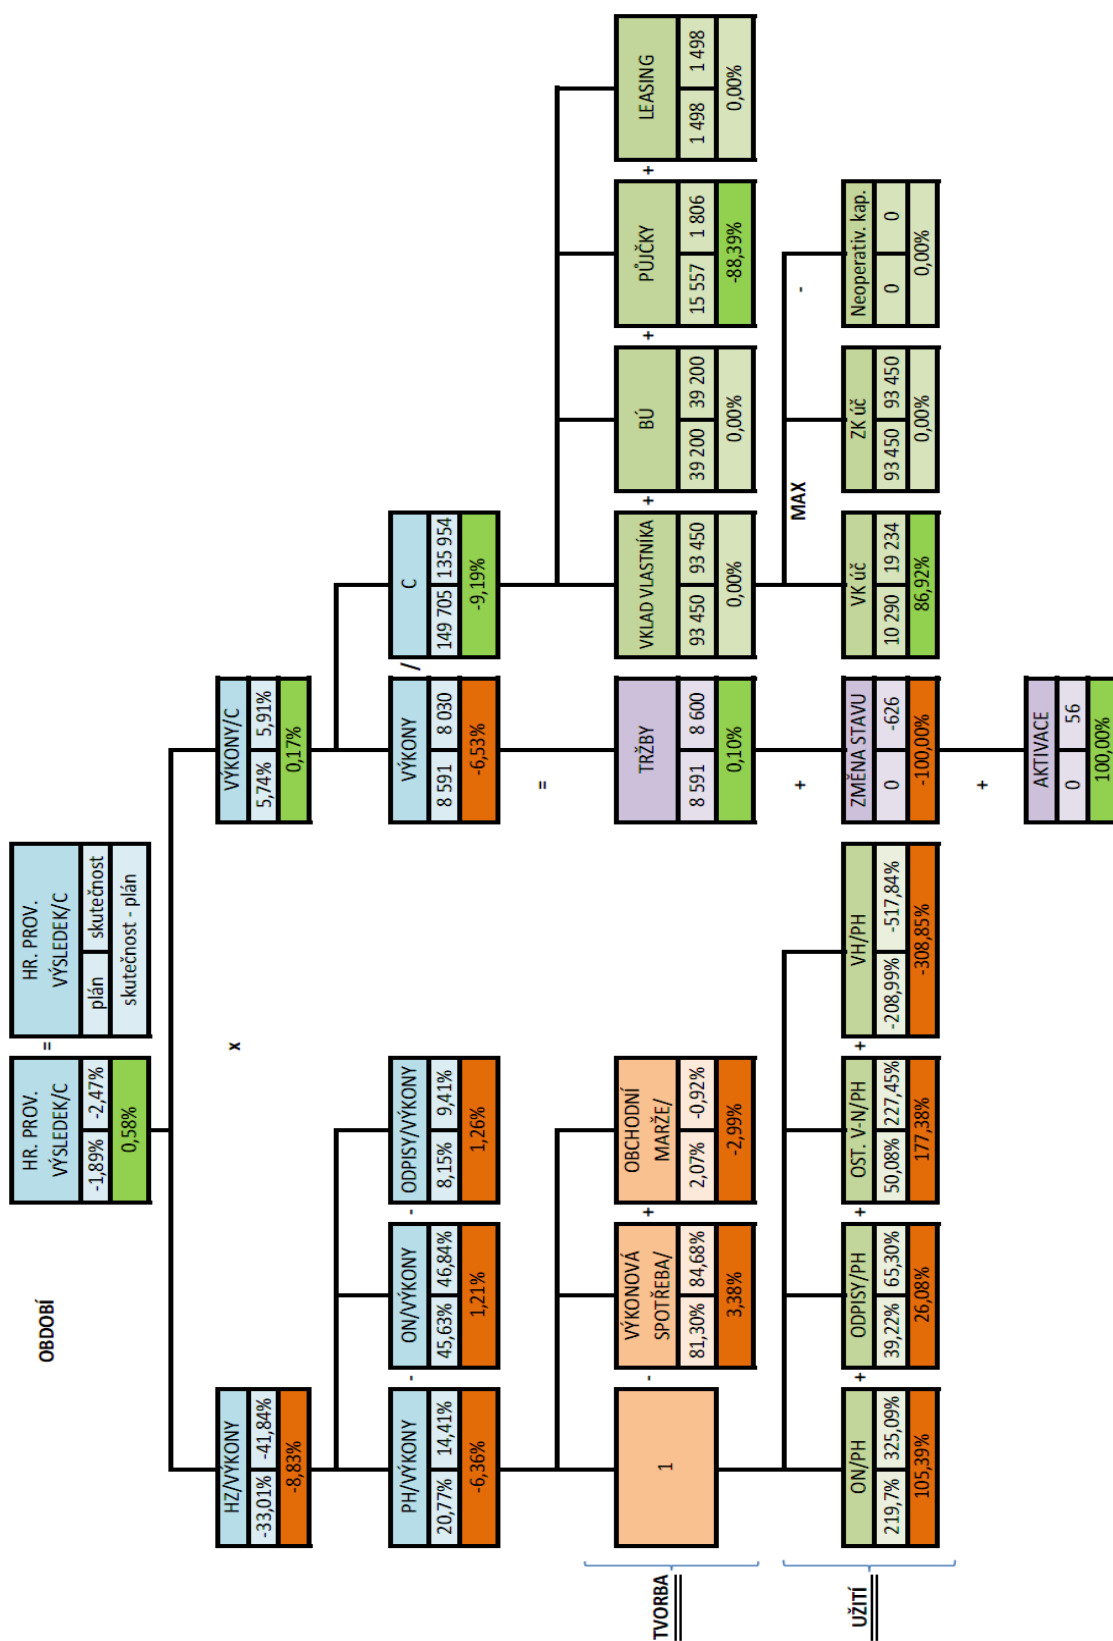 OBDOBÍ
HR. PROV.
VÝSLEDEK/C
-1,89% -2,47%
0,58%
=
HR. PROV.
VÝSLEDEK/C
plán skutečnost
skutečnost - plán
HZ/VÝKONY
-33,01% -41,84%
-8,83%
x
VÝKONY/C
5,74% 5,91%
0,17%
PH/VÝKONY
20,77% 14,41%
-6,36%
-
ON/VÝKONY
45,63% 46,84%
1,21%
-
ODPISY/VÝKONY
8,15% 9,41%
1,26%
VÝKONY
8 591 8 030
-6,53%
/
C
149 705 135 954
-9,19%
=
TVORBA
1
-
VÝKONOVÁ
SPOTŘEBA/
81,30% 84,68%
3,38%
+
OBCHODNÍ
MARŽE/
2,07% -0,92%
-2,99%
TRŽBY
8 591 8 600
0,10%
VKLAD VLASTNÍKA
93 450 93 450
0,00%
+
BÚ
39 200 39 200
0,00%
+
PŮJČKY
15 557 1 806
-88,39%
+
LEASING
1 498 1 498
0,00%
+
MAX
-
UŽITÍ
ON/PH
219,7% 325,09%
105,39%
+
ODPISY/PH
39,22% 65,30%
26,08%
+
OST. V-N/PH
50,08% 227,45%
177,38%
+
VH/PH
-208,99% -517,84%
-308,85%
ZMĚNA STAVU
0 -626
-100,00%
VK úč
10 290 19 234
86,92%
ZK úč
93 450 93 450
0,00%
Neoperativ. kap.
0 0
0,00%
+
AKTIVACE
0 56
100,00%